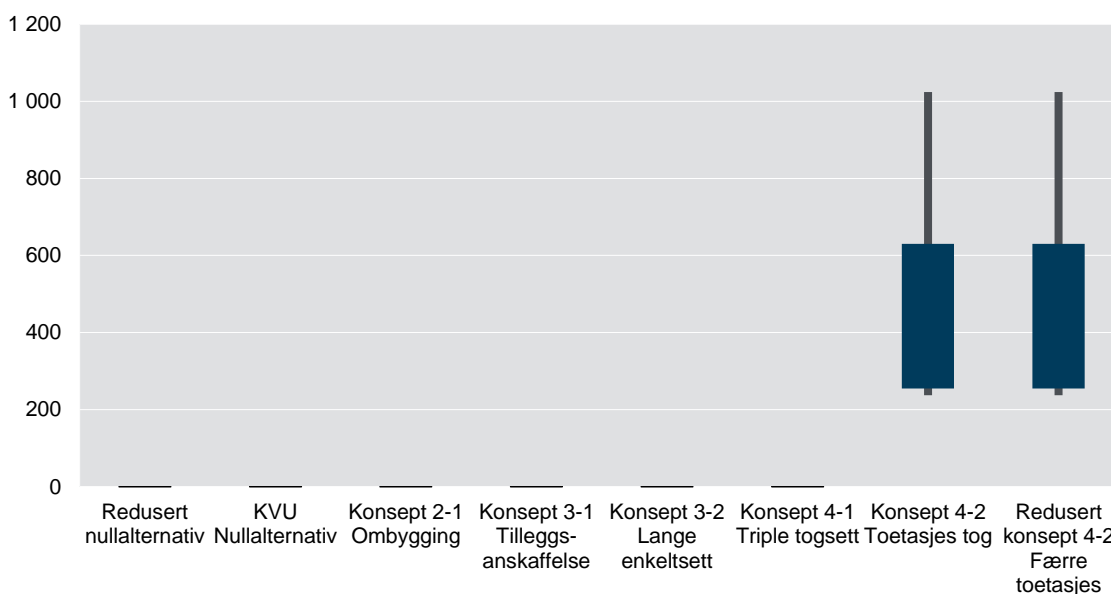 1 200
1 000
800
600
400
200
0
Redusert
nullalternativ
KVU
Nullalternativ
Konsept 2-1
Ombygging
Konsept 3-1
Tilleggs-
anskaffelse
Konsept 3-2
Lange
enkeltsett
Konsept 4-1
Triple togsett
Konsept 4-2
Toetasjes tog
Redusert
konsept 4-2
Færre
toetasjes